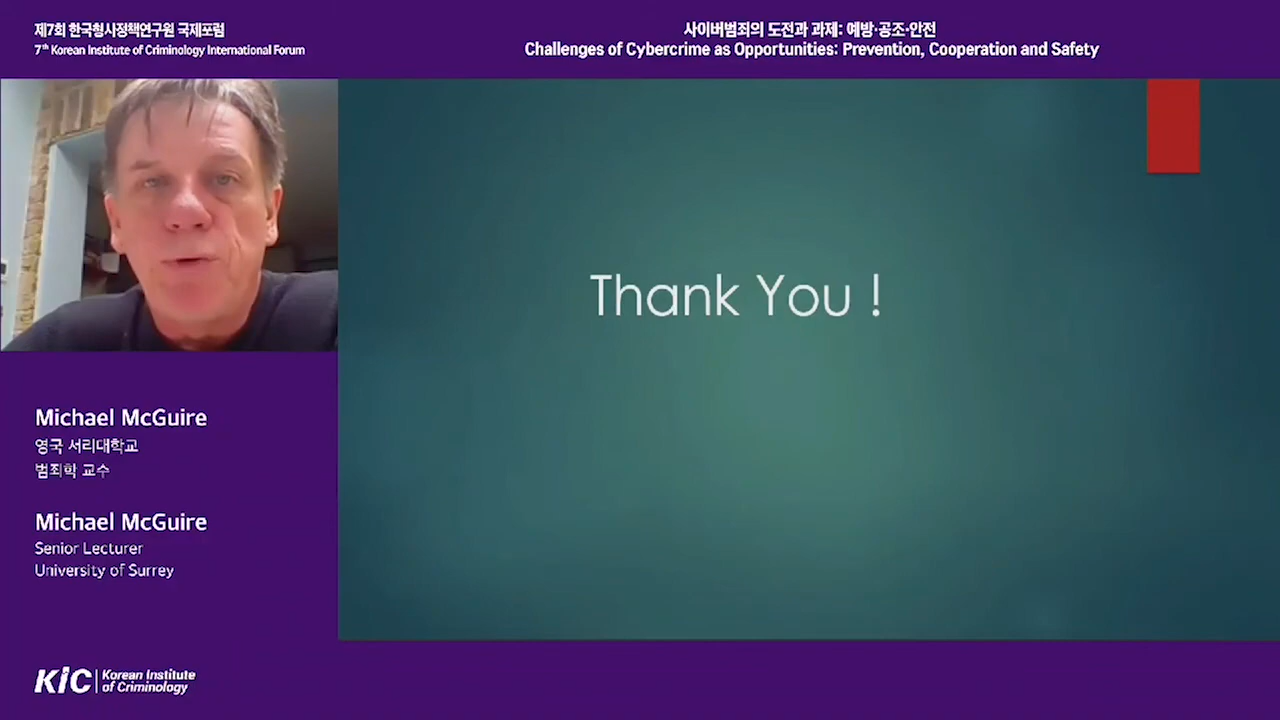 제7회 한국형사정책연구원 국제포럼
7th Korean Institute of Criminology International Forum
사이버범죄의 도전과 과제: 예방·공조·안전
Challenges of Cybercrime as Opportunities: Prevention, Cooperation and Safety
Thank You !
Michael McGuire
영국 서리대학교
범죄학 교수
Michael McGuire
Senior Lecturer
University of Surrey
KIC Korean Institute
of Criminology